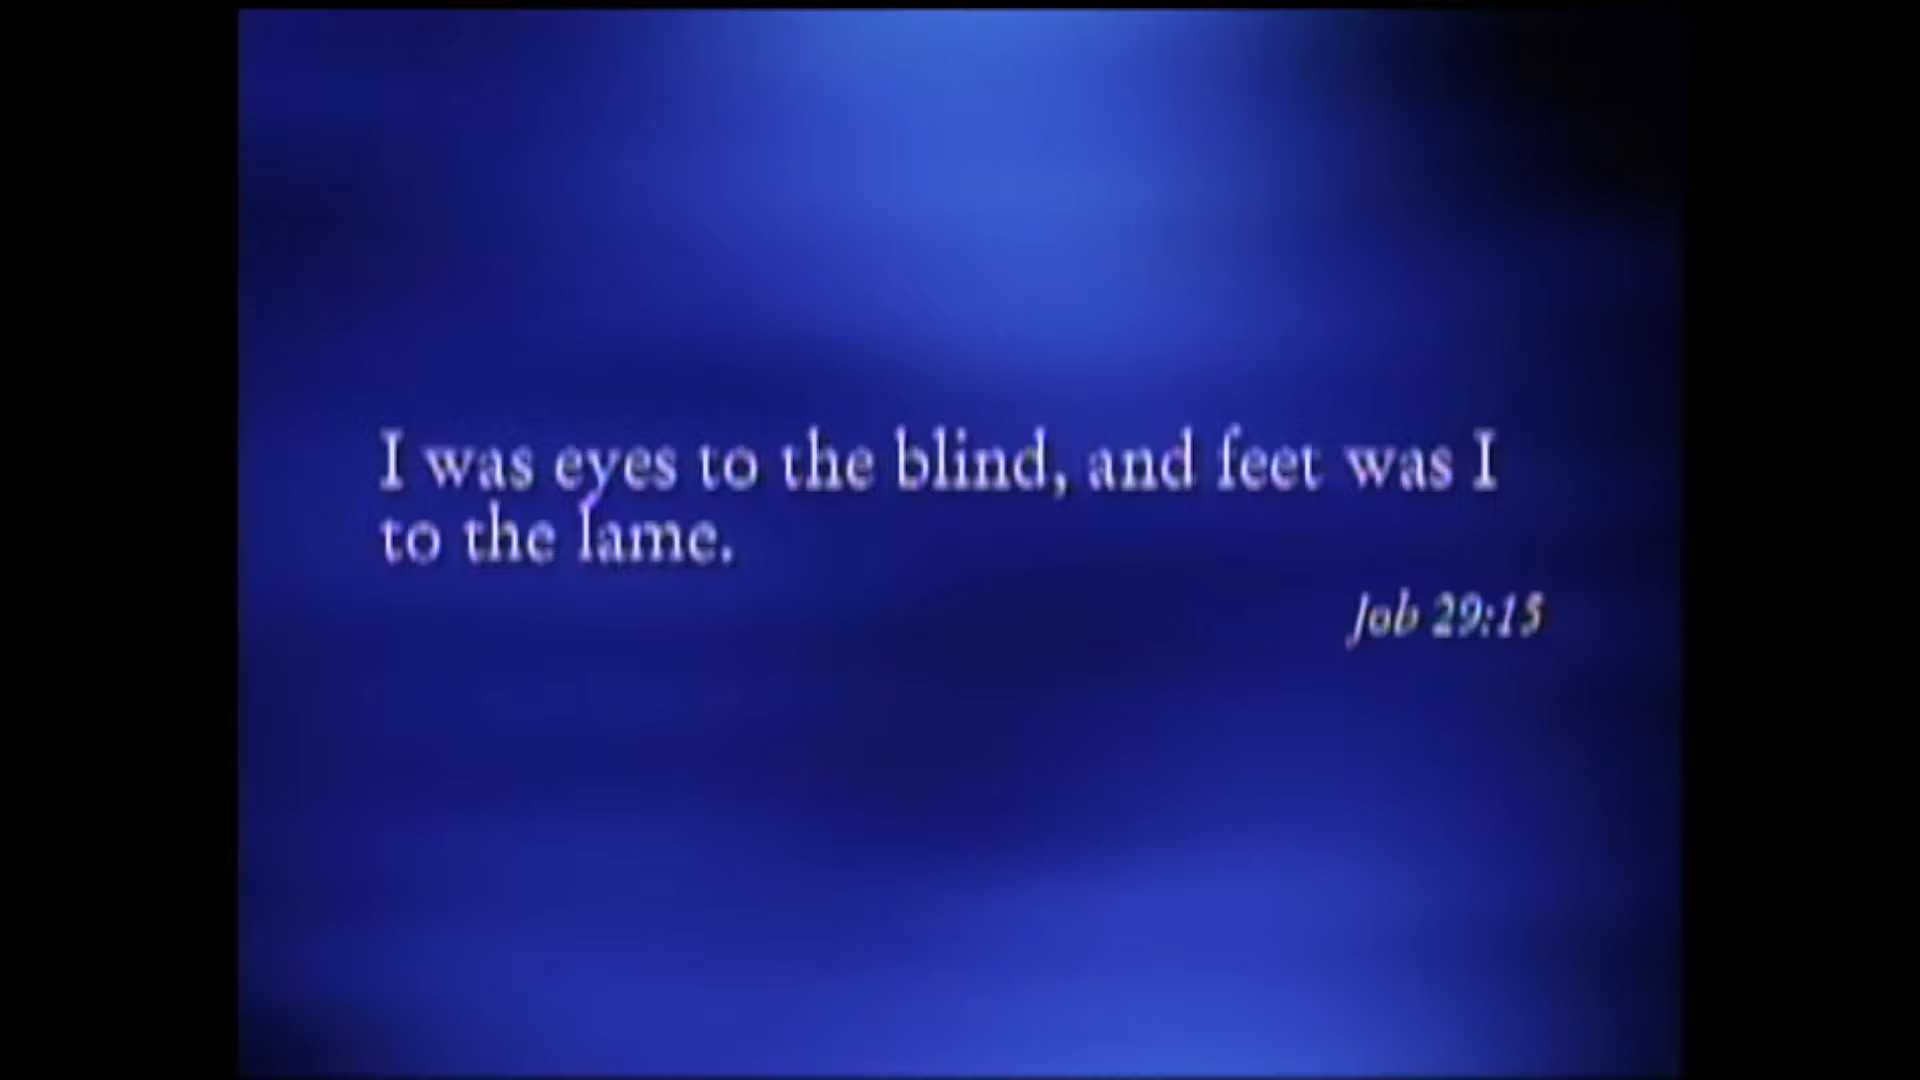 I was eyes to the blind, and feet was I
to the lame.
Job 29:15